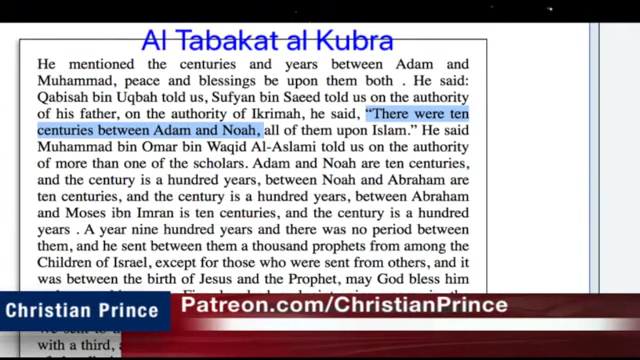 Al Tabakat al Kubra
He mentioned the centuries and years between Adam and
Muhammad, peace and blessings be upon them both . He said:
Qabisah bin Uqbah told us, Sufyan bin Saeed told us on the authority
of his father, on the authority of Ikrimah, he said, “There were ten
centuries between Adam and Noah, all of them upon Islam.” He said
Muhammad bin Omar bin Waqid Al-Aslami told us on the authority
of more than one of the scholars. Adam and Noah are ten centuries,
and the century is a hundred years, between Noah and Abraham are
ten centuries, and the century is a hundred years, between Abraham
and Moses ibn Imran is ten centuries, and the century is a hundred
years . A year nine hundred years and there was no period between
them, and he sent between them a thousand prophets from among the
Children of Israel, except for those who were sent from others, and it
was between the birth of Jesus and the Prophet, may God bless him
Christian Prince
Patreon.com/ChristianPrince
with a third,